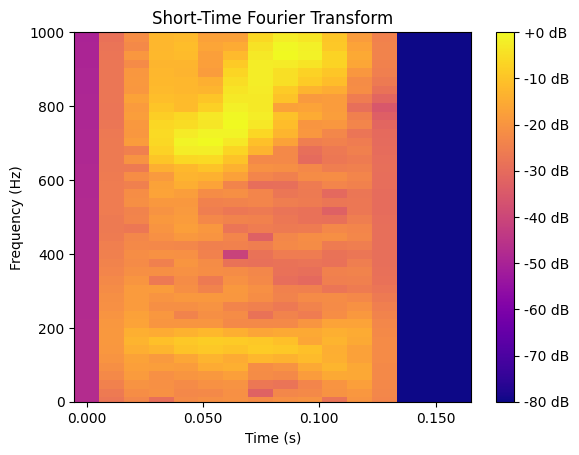 Short-Time Fourier Transform
1000
800
600
400
200
0
Frequency (Hz)
0.000
0.050
0.100
0.150
Time (s)
+0 dB
-10 dB
-20 dB
-30 dB
-40 dB
-50 dB
-60 dB
-70 dB
-80 dB